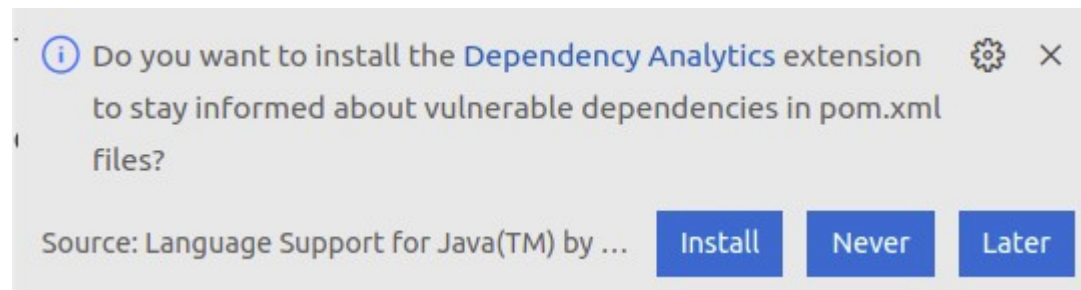 Do you want to install the Dependency Analytics extension
to stay informed about vulnerable dependencies in pom.xml
files?
Source: Language Support for Java(TM) by … Install Never Later